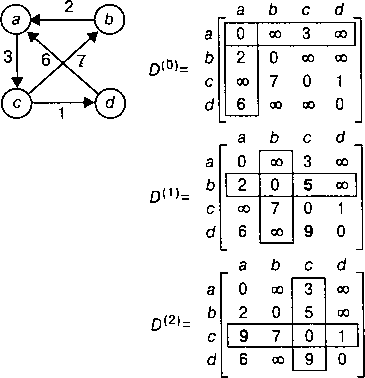 a 2 b
3 6 7
c 1 d
a b c d
a 0 ∞ 3 ∞
b 2 0 ∞ ∞
D(0)=
c ∞ 7 0 1
d 6 ∞ ∞ 0
a b c d
a 0 ∞ 3 ∞
b 2 0 5 ∞
D(1)=
c ∞ 7 0 1
d 6 ∞ 9 0
a b c d
a 0 ∞ 3 ∞
b 2 0 5 ∞
D(2)=
c 9 7 0 1
d 6 ∞ 9 0